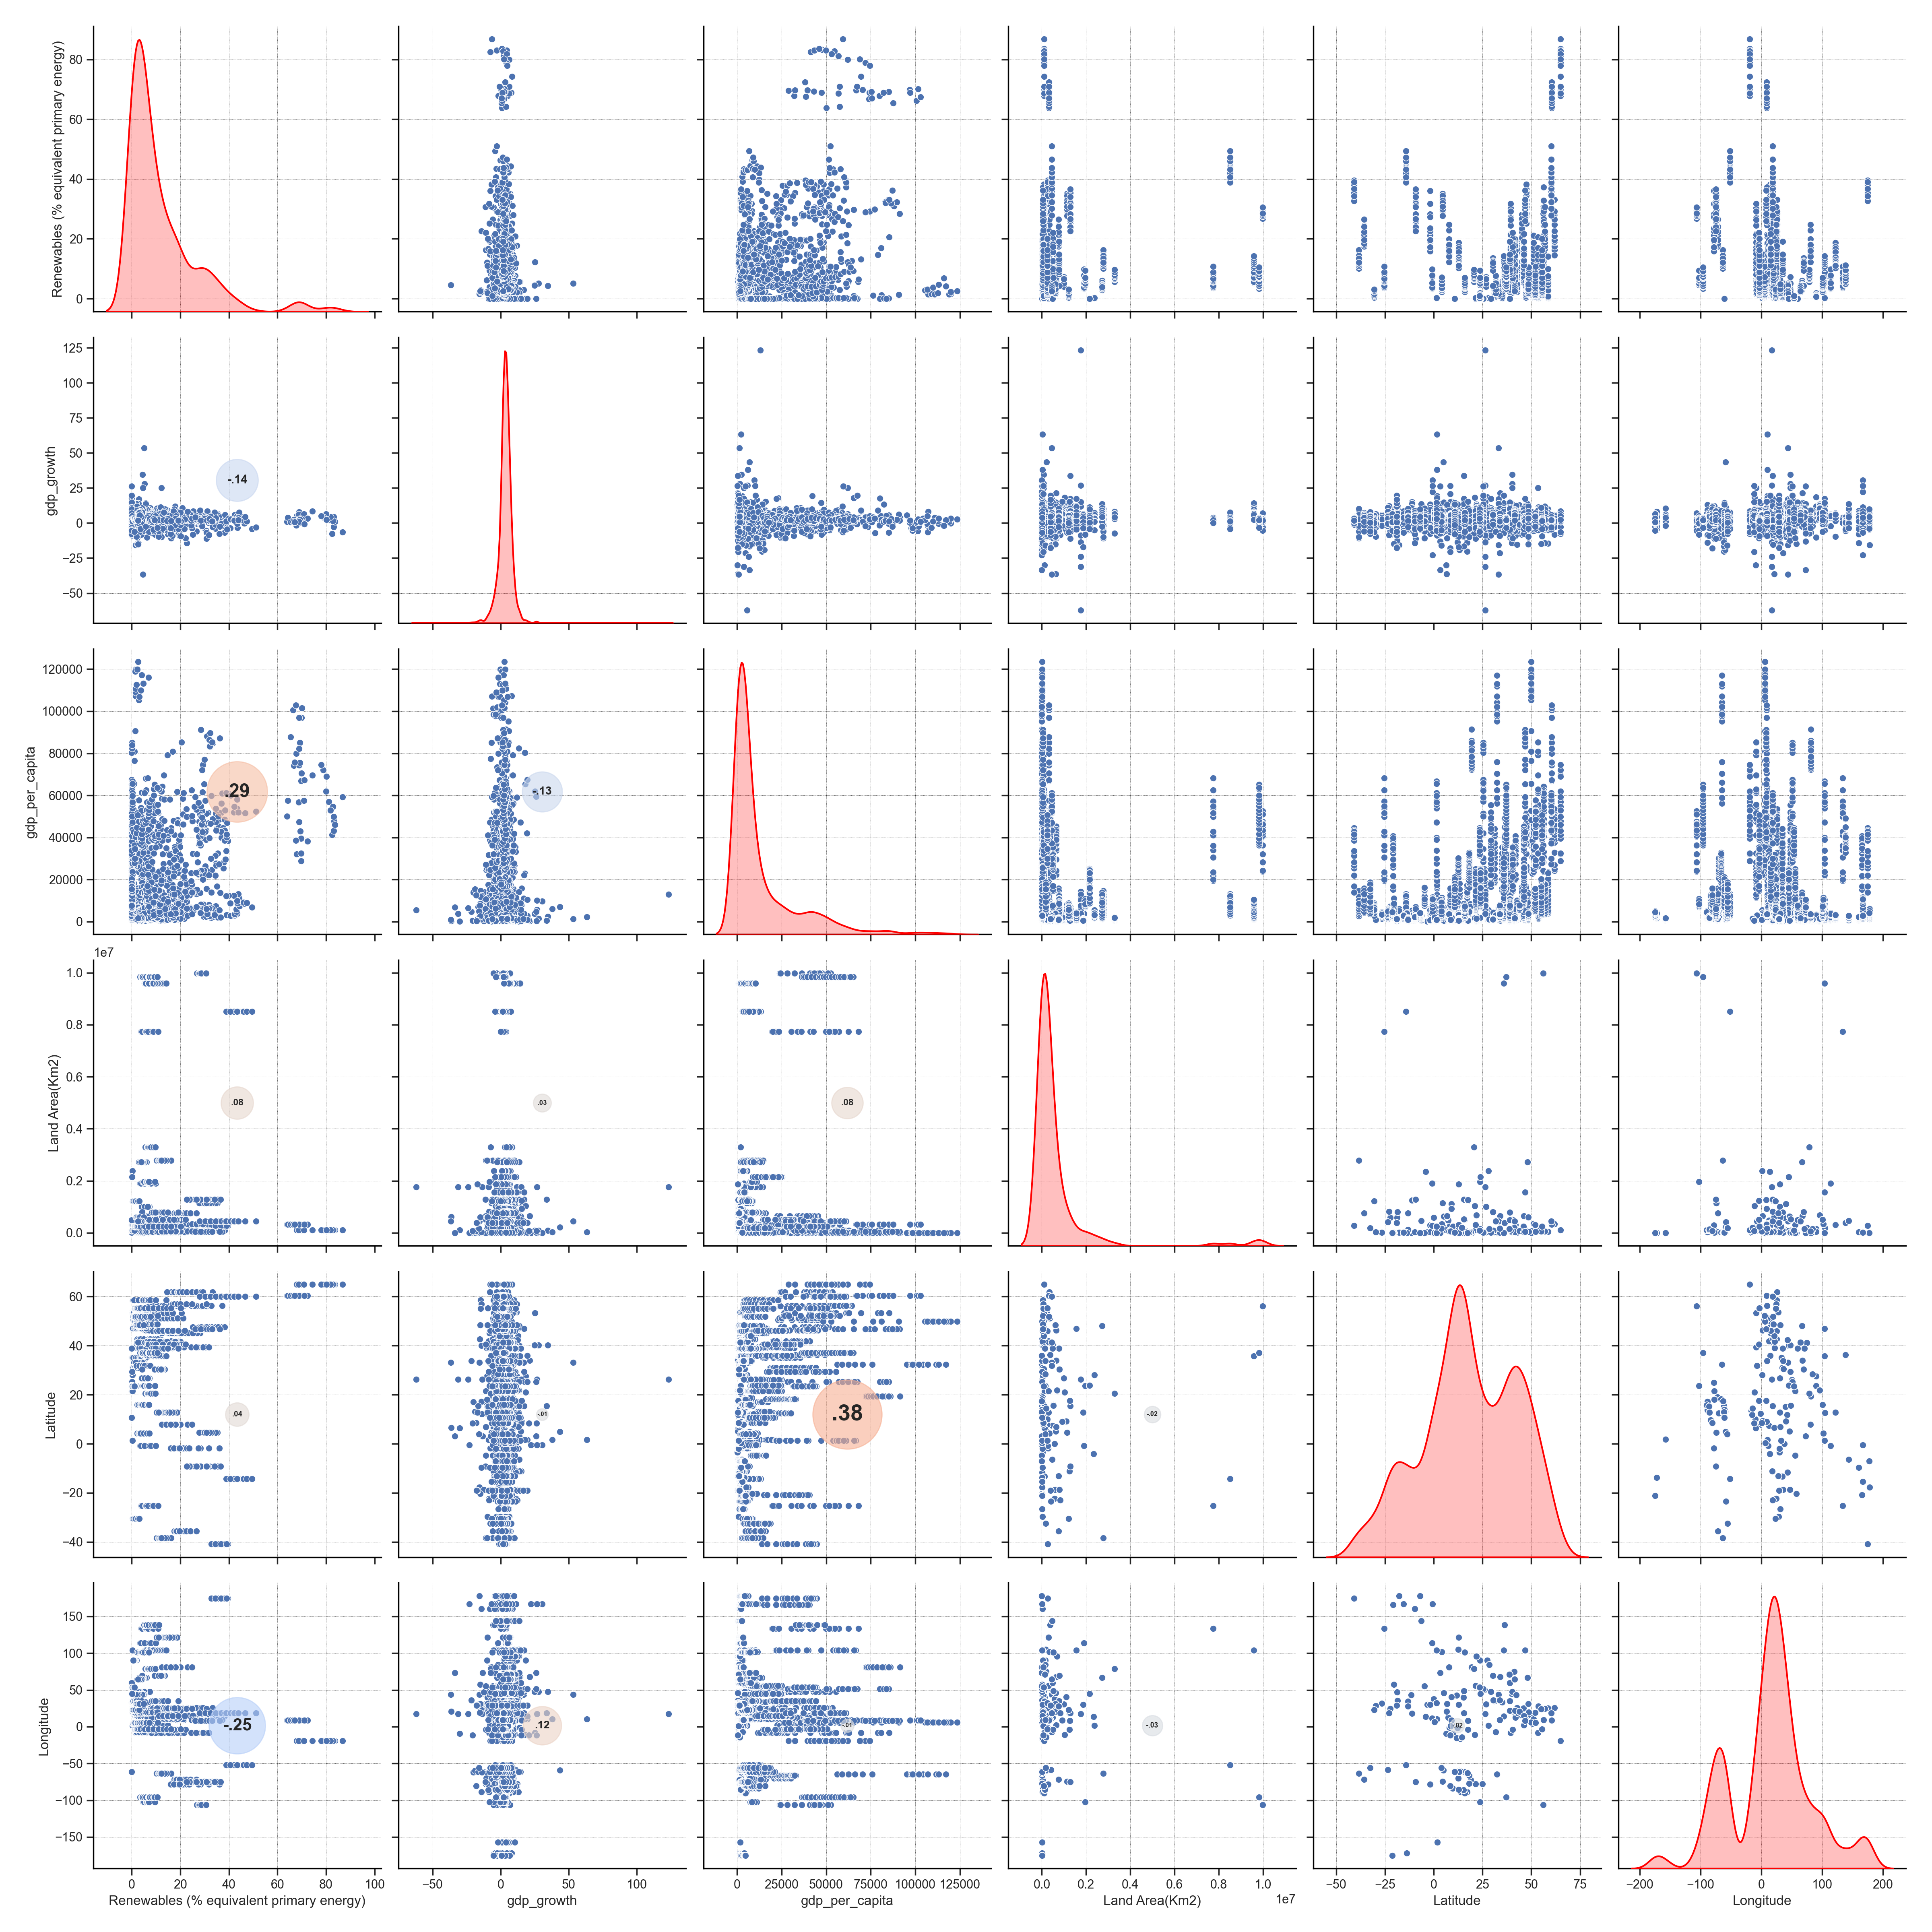 Renewables (% equivalent primary energy)
80
60
40
20
0
gdp_growth
125
100
75
50
25
0
−25
−50
-.14
gdp_per_capita
120000
100000
80000
60000
40000
20000
0
.29
-.13
1e7
Land Area(Km2)
1.0
0.8
0.6
0.4
0.2
0.0
.08
.03
.08
Latitude
60
40
20
0
−20
−40
.04
-.01
.38
-.02
Longitude
150
100
50
0
−50
−100
−150
-.25
.12
-.01
-.03
.02
0 20 40 60 80 100
Renewables (% equivalent primary energy)
−50 0 50 100
gdp_growth
0 25000 50000 75000 100000 125000
gdp_per_capita
0.0 0.2 0.4 0.6 0.8 1.0
Land Area(Km2)
1e7
−50 −25 0 25 50 75
Latitude
−200 −100 0 100 200
Longitude